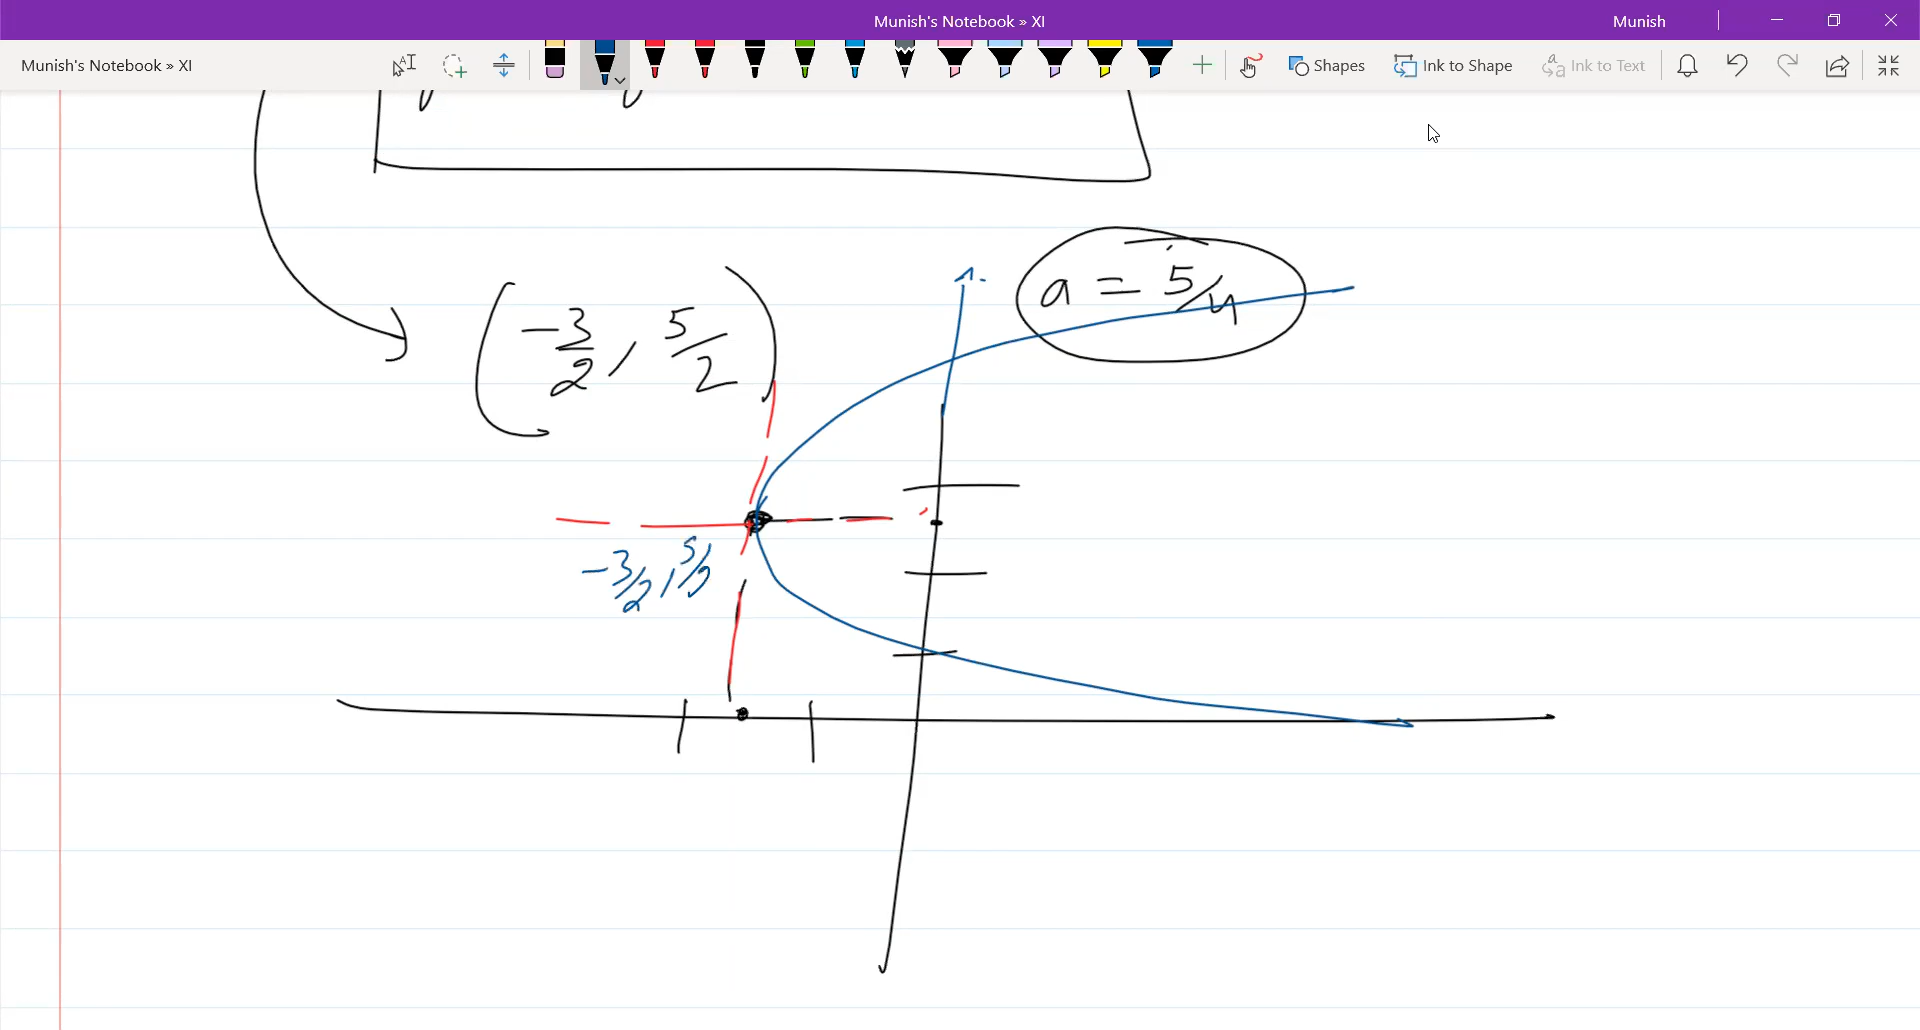 Munish's Notebook » XI
Munish
Munish's Notebook » XI
Shapes
Ink to Shape
Ink to Text
a = 5/4
(-3/2, 5/2)
-3/2, 5/2